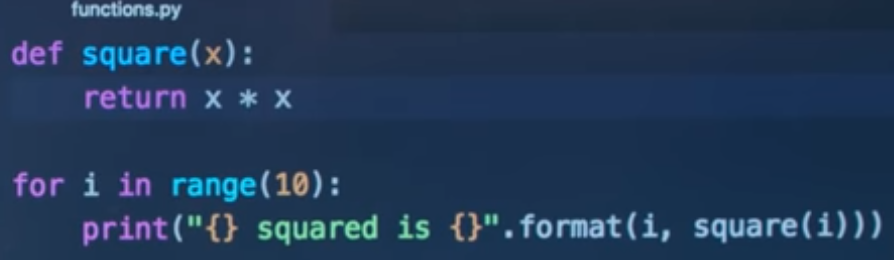 functions.py
def square(x):
    return x * x
for i in range(10):
    print("{} squared is {}".format(i, square(i)))